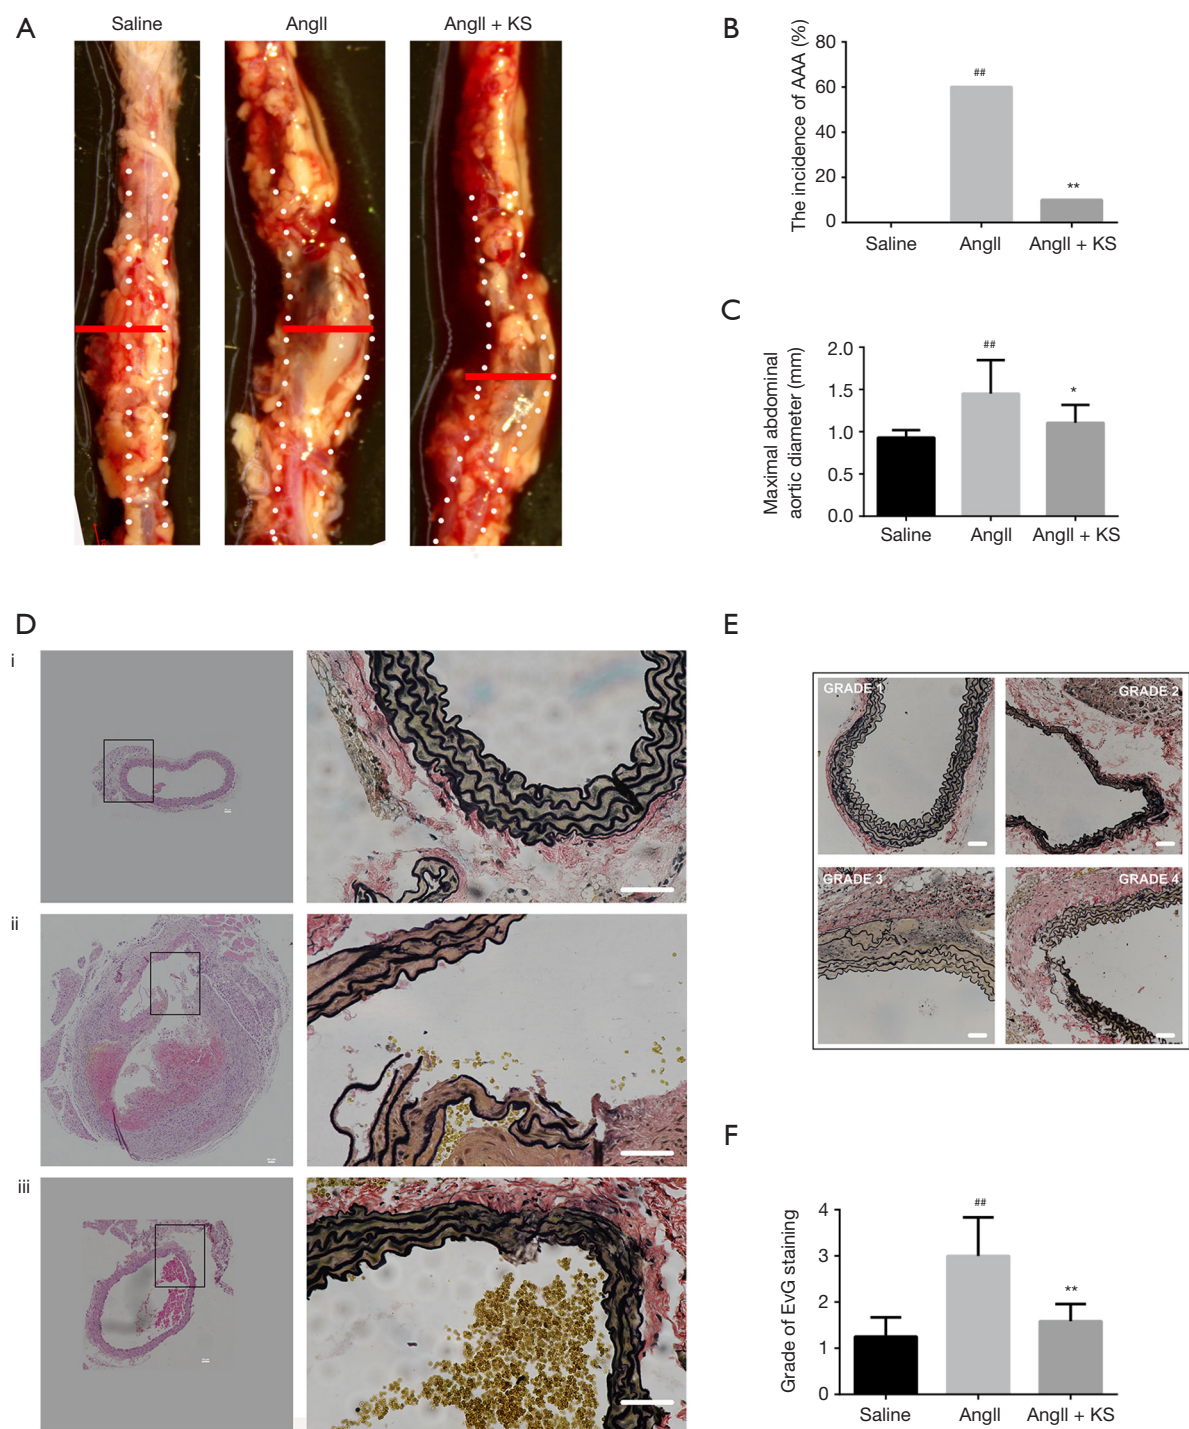 A
Saline
AngII
AngII + KS
B
The incidence of AAA (%)
80
60
40
20
0
##
**
Saline
AngII
AngII + KS
C
Maximal abdominal
aortic diameter (mm)
2.0
1.5
1.0
0.5
0.0
##
*
Saline
AngII
AngII + KS
D
i
ii
iii
E
GRADE 1
GRADE 2
GRADE 3
GRADE 4
F
Grade of EvG staining
4
3
2
1
0
##
**
Saline
AngII
AngII + KS